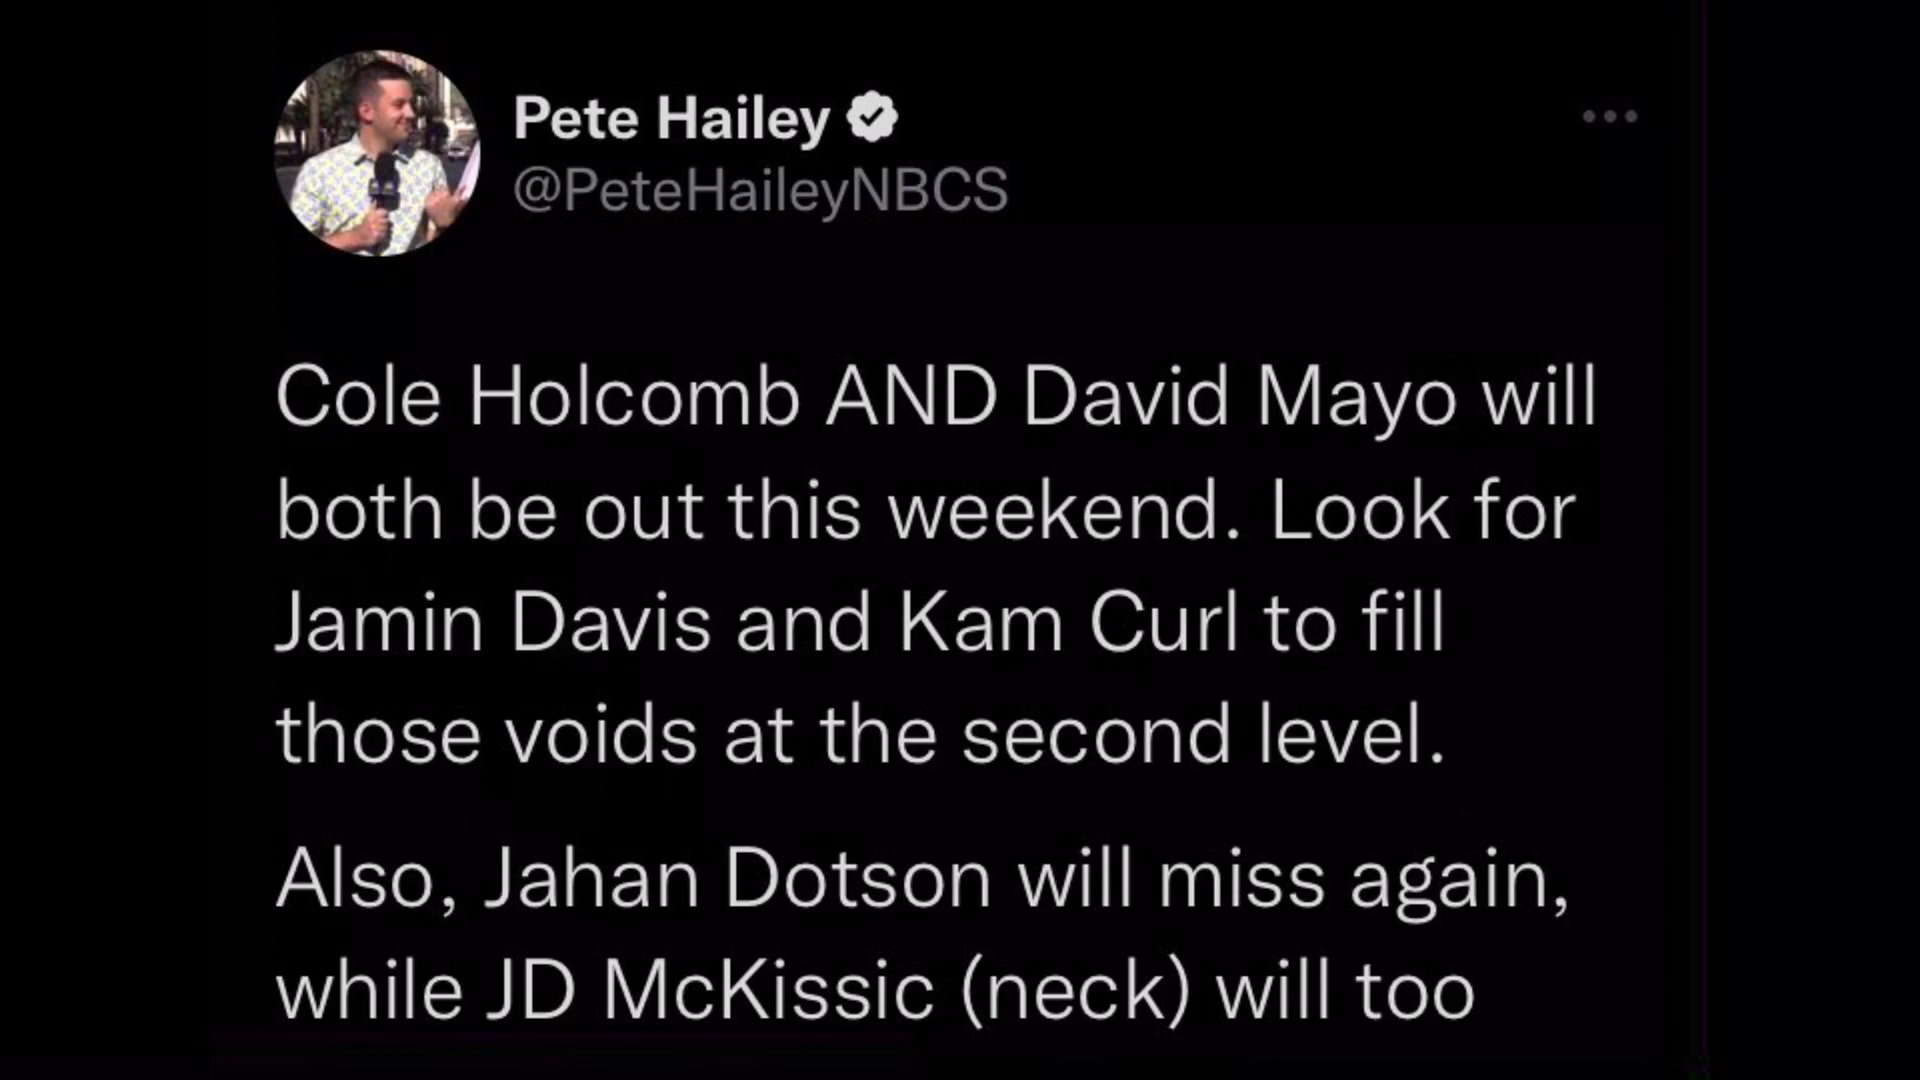 Pete Hailey
@PeteHaileyNBCS
Cole Holcomb AND David Mayo will
both be out this weekend. Look for
Jamin Davis and Kam Curl to fill
those voids at the second level.
Also, Jahan Dotson will miss again,
while JD McKissic (neck) will too